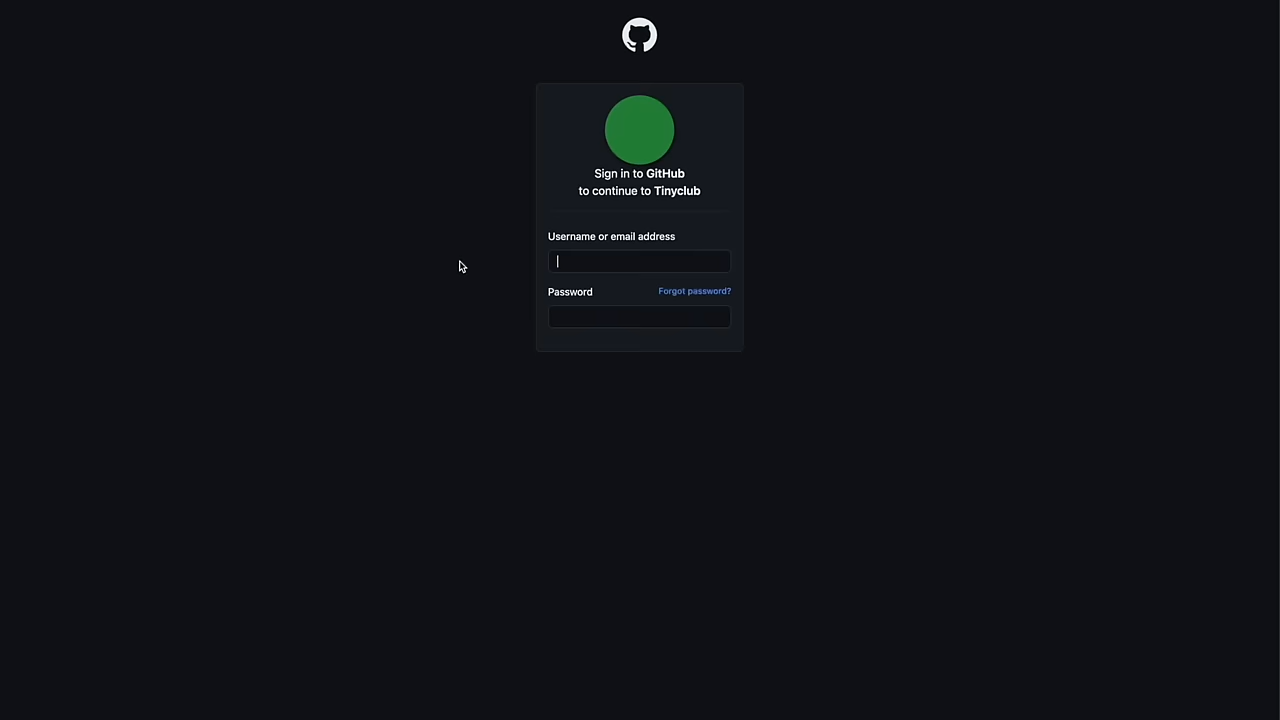 Sign in to GitHub
to continue to Tinyclub
Username or email address
Password Forgot password?